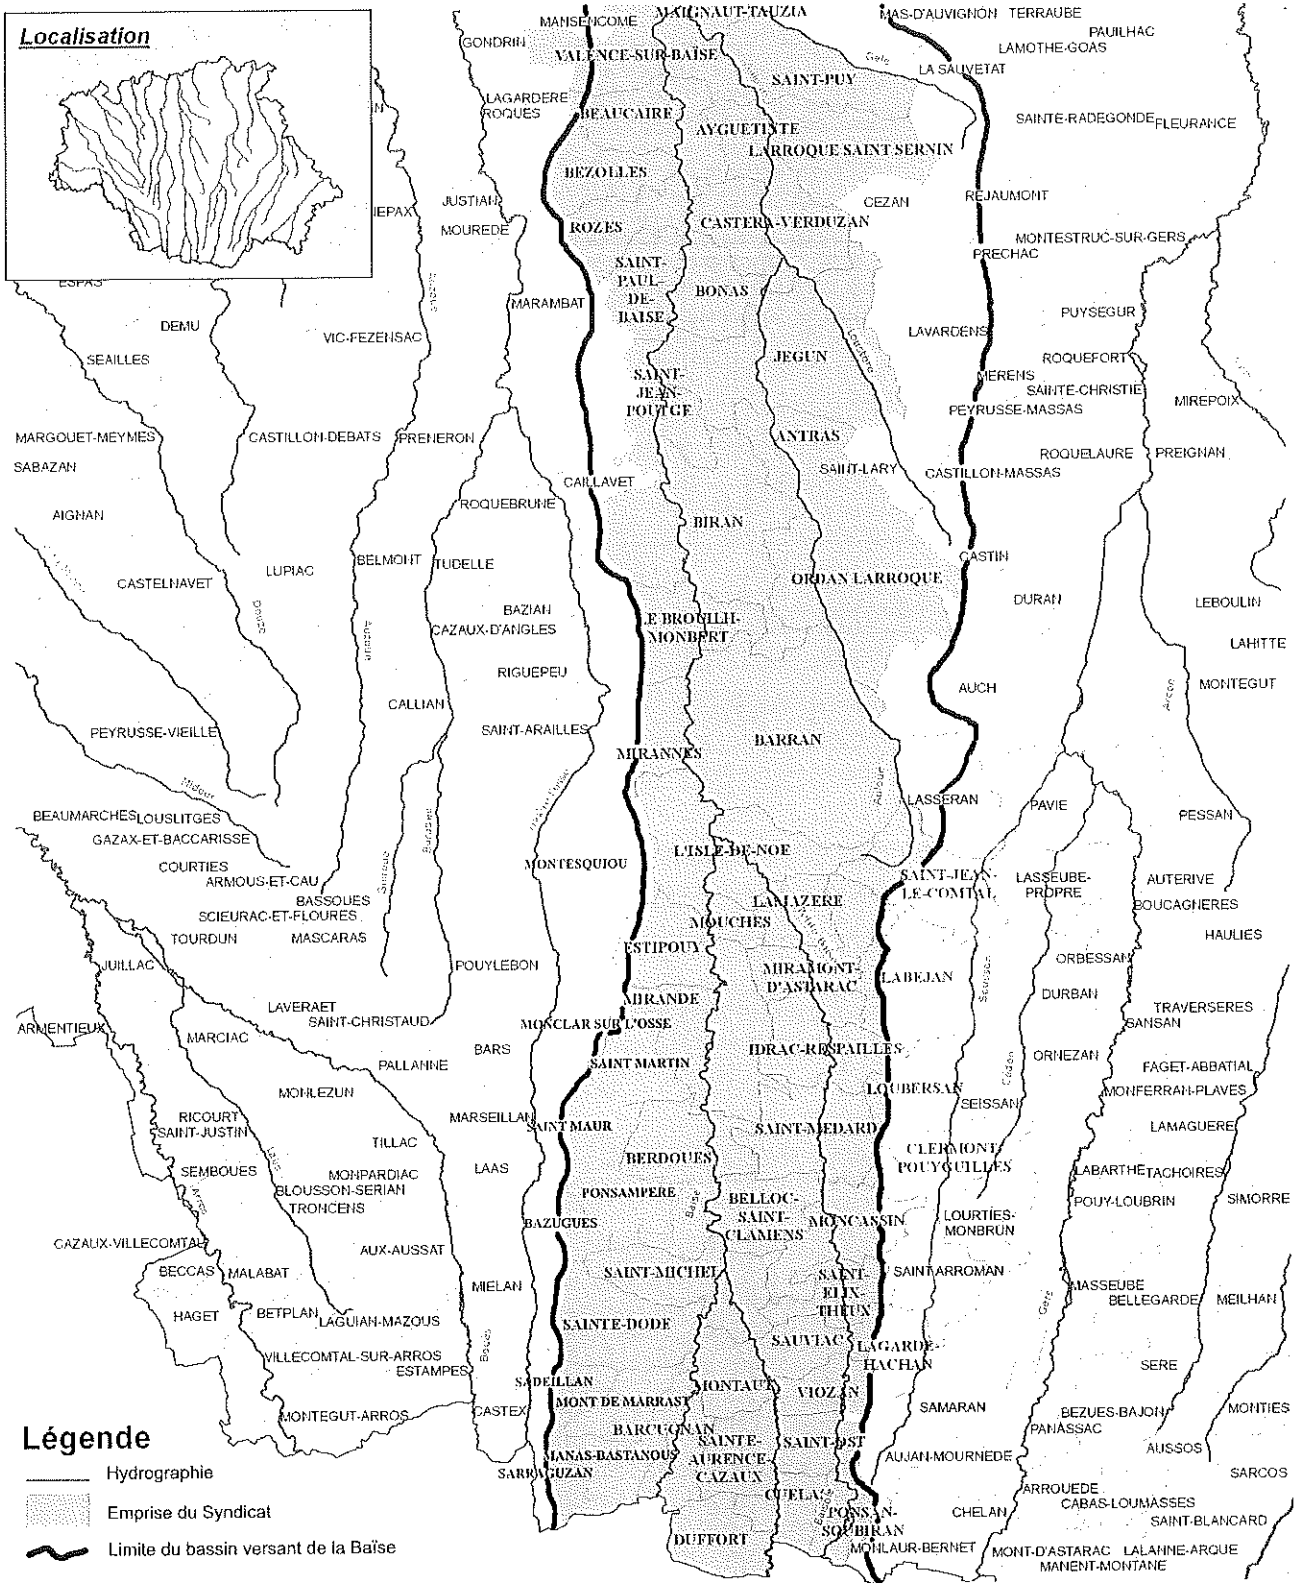 Localisation
MANSENCOME
MAIGNAUT-TAUZIA
MAS-D'AUVIGNON
TERRAUBE
PAUILHAC
GONDRIN
LAMOTHE-GOAS
VALENCE-SUR-BAISE
Gele
LA SAUVETAT
SAINT-PUY
LAGARDERE
ROQUES
BEAUCAIRE
AYGUETINTE
SAINTE-RADEGONDE
FLEURANCE
LARROQUE SAINT SERNIN
BEZOLLES
JUSTIAN
CEZAN
REJAUMONT
IEPAX
MOUREDE
ROZES
CASTERA-VERDUZAN
MONTESTRUC-SUR-GERS
PRECHAC
SAINT-
PAUL-
DE-
BAISE
BONAS
ESPAS
MARAMBAT
PUYSEGUR
DEMU
VIC-FEZENSAC
LAVARDENS
SEAILLES
JEGUN
ROQUEFORT
SAINT-
JEAN-
POUTGE
MERENS
SAINTE-CHRISTIE
PEYRUSSE-MASSAS
MIREPOIX
MARGOUET-MEYMES
CASTILLON-DEBATS
PRENERON
ANTRAS
SABAZAN
SAINT-LARY
CASTILLON-MASSAS
ROQUELAURE
PREIGNAN
CAILLAVET
ROQUEBRUNE
AIGNAN
BIRAN
BELMONT
TUDELLE
CASTIN
LUPIAC
CASTELNAVET
ORDAN LARROQUE
DURAN
LEBOULIN
Douze
BAZIAN
CAZAUX-D'ANGLES
LE BROUILH-
MONBERT
Auzoue
LAHITTE
RIGUEPEU
MONTEGUT
AUCH
Arçon
CALLIAN
PEYRUSSE-VIEILLE
SAINT-ARAILLES
BARRAN
MIRANNES
Midour
LASSERAN
PAVIE
PESSAN
BEAUMARCHES
LOUSLITGES
GAZAX-ET-BACCARISSE
L'ISLE-DE-NOE
COURTIES
MONTESQUIOU
ARMOUS-ET-CAU
SAINT-JEAN-
LE-COMTAL
LASSEUBE-
PROPRE
AUTERIVE
BASSOUES
LAMAZERE
BOUCAGNERES
SCIEURAC-ET-FLOURES
MOUCHES
TOURDUN
MASCARAS
ESTIPOUY
HAULIES
JUILLAC
POUYLEBON
MIRAMONT-
D'ASTARAC
LABEJAN
Sousson
ORBESSAN
DURBAN
LAVERAET
MIRANDE
TRAVERSERES
SAINT-CHRISTAUD
MONCLAR SUR L'OSSE
SANSAN
ARMENTIEUX
MARCIAC
BARS
IDRAC-RESPAILLES
ORNEZAN
PALLANNE
SAINT MARTIN
FAGET-ABBATIAL
MONLEZUN
LOUBERSAN
Cédon
MONFERRAN-PLAVES
SEISSAN
RICOURT
SAINT-JUSTIN
MARSEILLAN
SAINT MAUR
SAINT-MEDARD
LAMAGUERE
TILLAC
CLERMONT-
POUYGUILLES
SEMBOUES
MONPARDIAC
LAAS
BERDOUES
LABARTHE
TACHOIRES
BLOUSSON-SERIAN
PONSAMPERE
BELLOC-
SAINT-
CLAMENS
POUY-LOUBRIN
SIMORRE
TRONCENS
Arros
Baïse
BAZUGUES
MONCASSIN
LOURTIES-
MONBRUN
CAZAUX-VILLECOMTAL
AUX-AUSSAT
BECCAS
MALABAT
SAINT-MICHEL
SAINT-
ELIX-
THEUX
SAINT-ARROMAN
MIELAN
MASSEUBE
BELLEGARDE
MEILHAN
HAGET
BETPLAN
LAGUIAN-MAZOUS
SAINTE-DODE
Gers
SAUVIAC
LAGARDE-
HACHAN
VILLECOMTAL-SUR-ARROS
ESTAMPES
Bouès
SERE
SADEILLAN
MONTAUT
VIOZAN
MONT DE MARRAST
CASTEX
SAMARAN
MONTEGUT-ARROS
BEZUES-BAJON
MONTIES
BARCUGNAN
PANASSAC
SAINTE-
AURENCE-
CAZAUX
SAINT-OST
AUSSOS
MANAS-BASTANOUS
AUJAN-MOURNEDE
SARRAGUZAN
SARCOS
CUELAS
ARROUEDE
CABAS-LOUMASSES
PONSAN-
SOUBIRAN
CHELAN
SAINT-BLANCARD
DUFFORT
MONLAUR-BERNET
MONT-D'ASTARAC
LALANNE-ARQUE
MANENT-MONTANE
Légende
Hydrographie
Emprise du Syndicat
Limite du bassin versant de la Baïse